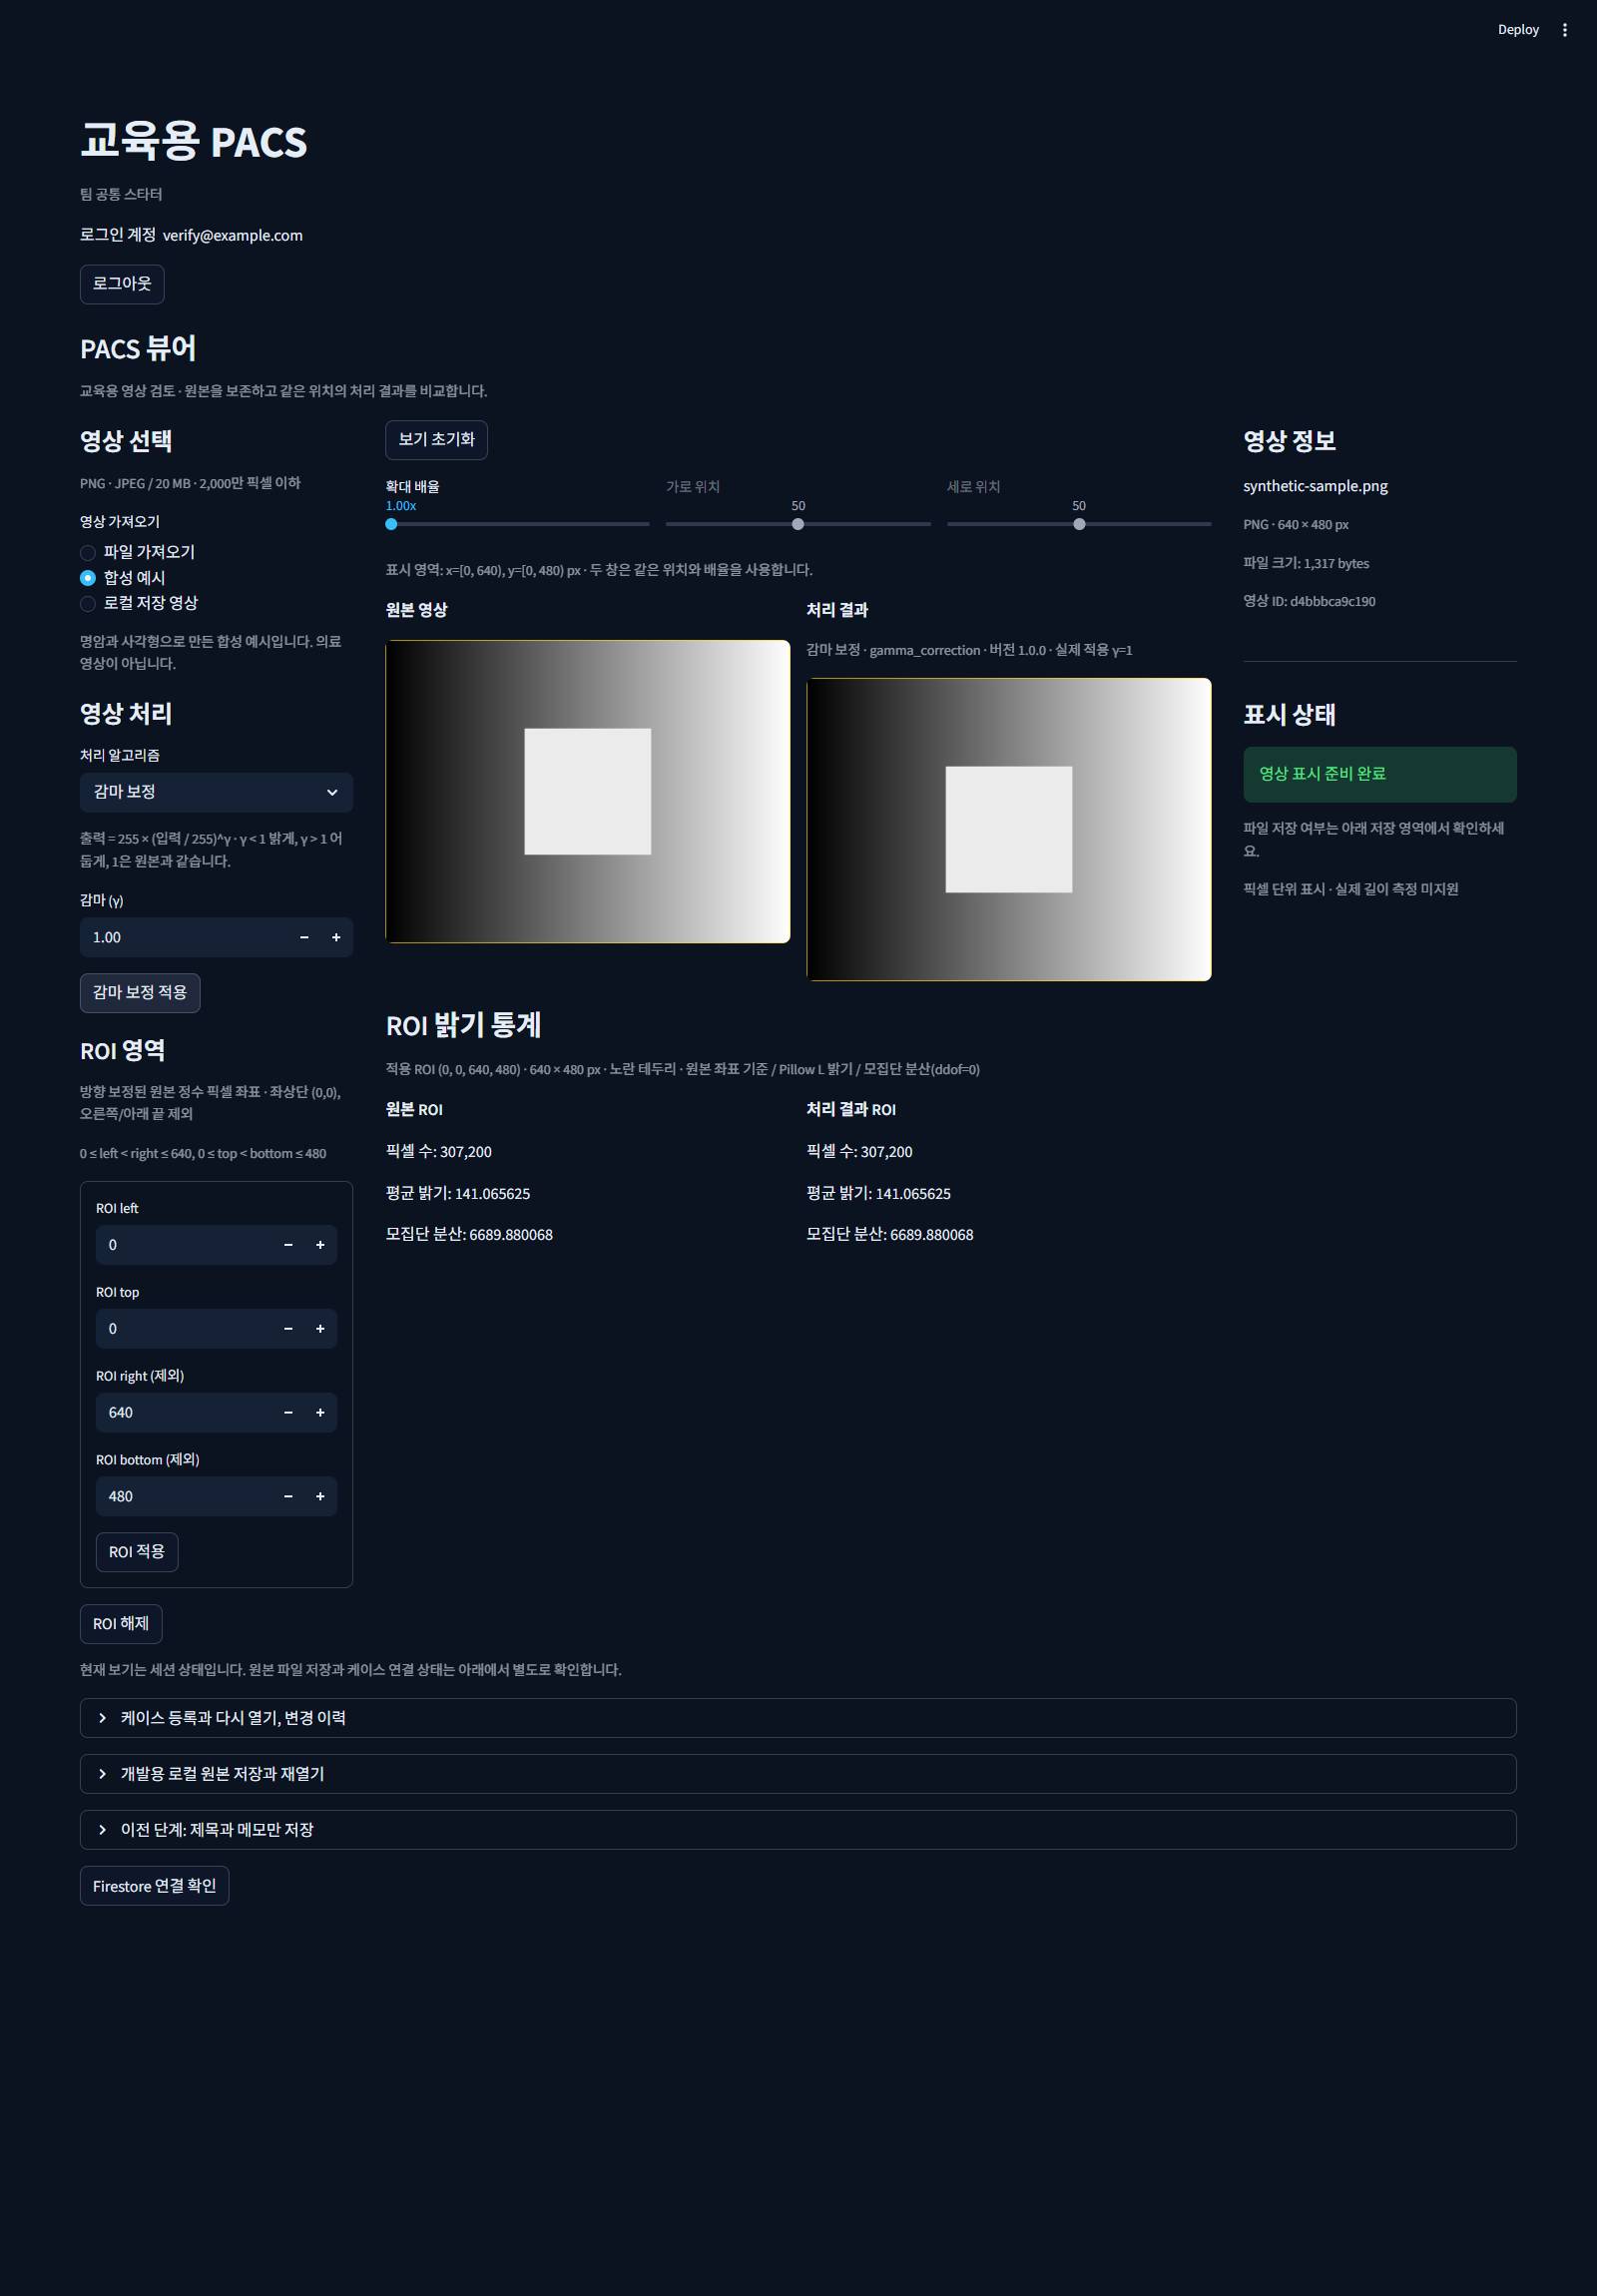 Deploy
교육용 PACS
팀 공통 스타터
로그인 계정 verify@example.com
로그아웃
PACS 뷰어
교육용 영상 검토 · 원본을 보존하고 같은 위치의 처리 결과를 비교합니다.
영상 선택
PNG · JPEG / 20 MB · 2,000만 픽셀 이하
영상 가져오기
파일 가져오기
합성 예시
로컬 저장 영상
명암과 사각형으로 만든 합성 예시입니다. 의료
영상이 아닙니다.
영상 처리
처리 알고리즘
감마 보정
출력 = 255 × (입력 / 255)^γ · γ < 1 밝게, γ > 1 어
둡게, 1은 원본과 같습니다.
감마 (γ)
1.00
감마 보정 적용
ROI 영역
방향 보정된 원본 정수 픽셀 좌표 · 좌상단 (0,0),
오른쪽/아래 끝 제외
0 ≤ left < right ≤ 640, 0 ≤ top < bottom ≤ 480
ROI left
0
ROI top
0
ROI right (제외)
640
ROI bottom (제외)
480
ROI 적용
ROI 해제
보기 초기화
확대 배율
1.00x
가로 위치
50
세로 위치
50
표시 영역: x=[0, 640), y=[0, 480) px · 두 창은 같은 위치와 배율을 사용합니다.
원본 영상
처리 결과
감마 보정 · gamma_correction · 버전 1.0.0 · 실제 적용 γ=1
ROI 밝기 통계
적용 ROI (0, 0, 640, 480) · 640 × 480 px · 노란 테두리 · 원본 좌표 기준 / Pillow L 밝기 / 모집단 분산(ddof=0)
원본 ROI
픽셀 수: 307,200
평균 밝기: 141.065625
모집단 분산: 6689.880068
처리 결과 ROI
픽셀 수: 307,200
평균 밝기: 141.065625
모집단 분산: 6689.880068
영상 정보
synthetic-sample.png
PNG · 640 × 480 px
파일 크기: 1,317 bytes
영상 ID: d4bbbca9c190
표시 상태
영상 표시 준비 완료
파일 저장 여부는 아래 저장 영역에서 확인하세
요.
픽셀 단위 표시 · 실제 길이 측정 미지원
현재 보기는 세션 상태입니다. 원본 파일 저장과 케이스 연결 상태는 아래에서 별도로 확인합니다.
케이스 등록과 다시 열기, 변경 이력
개발용 로컬 원본 저장과 재열기
이전 단계: 제목과 메모만 저장
Firestore 연결 확인